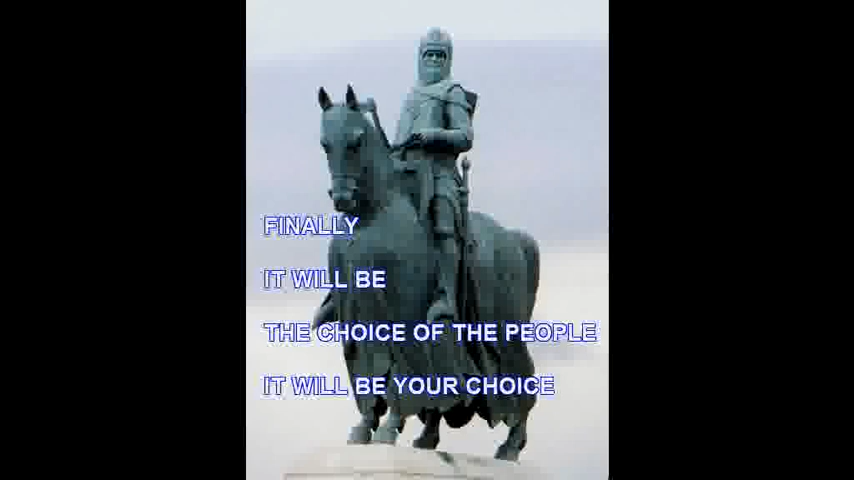 FINALLY
IT WILL BE
THE CHOICE OF THE PEOPLE
IT WILL BE YOUR CHOICE